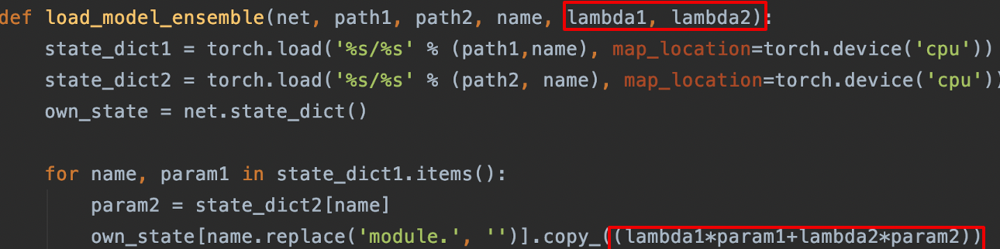 def load_model_ensemble(net, path1, path2, name, lambda1, lambda2):
    state_dict1 = torch.load('%s/%s' % (path1,name), map_location=torch.device('cpu'))
    state_dict2 = torch.load('%s/%s' % (path2, name), map_location=torch.device('cpu'))
    own_state = net.state_dict()
    for name, param1 in state_dict1.items():
        param2 = state_dict2[name]
        own_state[name.replace('module.', '')].copy_((lambda1*param1+lambda2*param2))